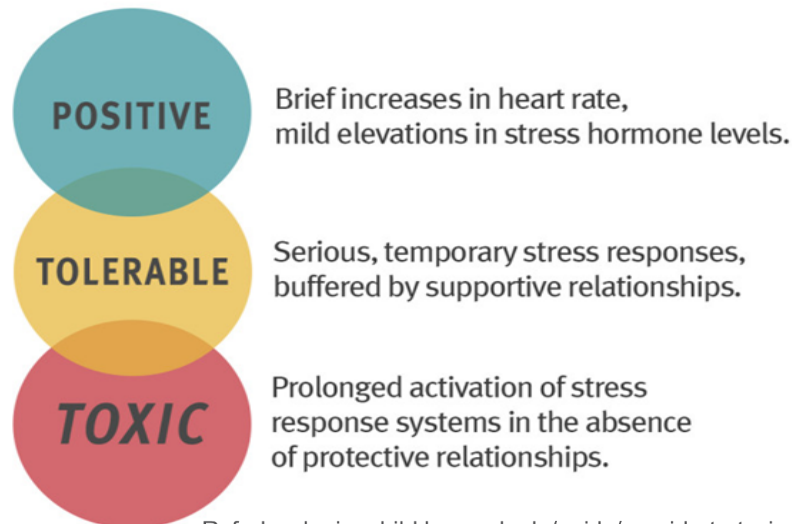 POSITIVE
Brief increases in heart rate,
mild elevations in stress hormone levels.
TOLERABLE
Serious, temporary stress responses,
buffered by supportive relationships.
TOXIC
Prolonged activation of stress
response systems in the absence
of protective relationships.